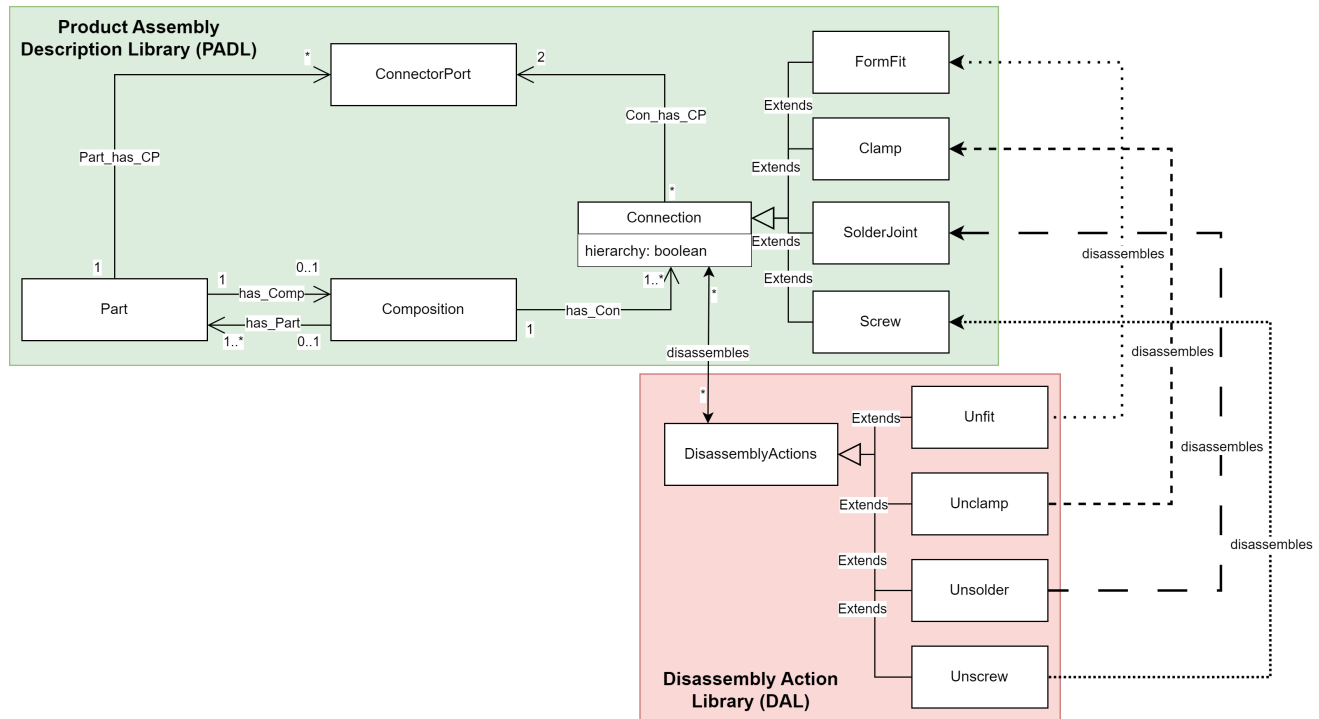 Product Assembly
Description Library (PADL)
*
ConnectorPort
2
FormFit
Extends
Con_has_CP
Part_has_CP
Clamp
Extends
*
Connection
hierarchy: boolean
SolderJoint
Extends
disassembles
1
1
0..1
1..*
Extends
*
Part
has_Comp
Composition
has_Con
has_Part
1..*
0..1
1
Screw
disassembles
disassembles
*
Extends
Unfit
DisassemblyActions
disassembles
Extends
Unclamp
disassembles
Extends
Unsolder
Extends
Disassembly Action
Library (DAL)
Unscrew